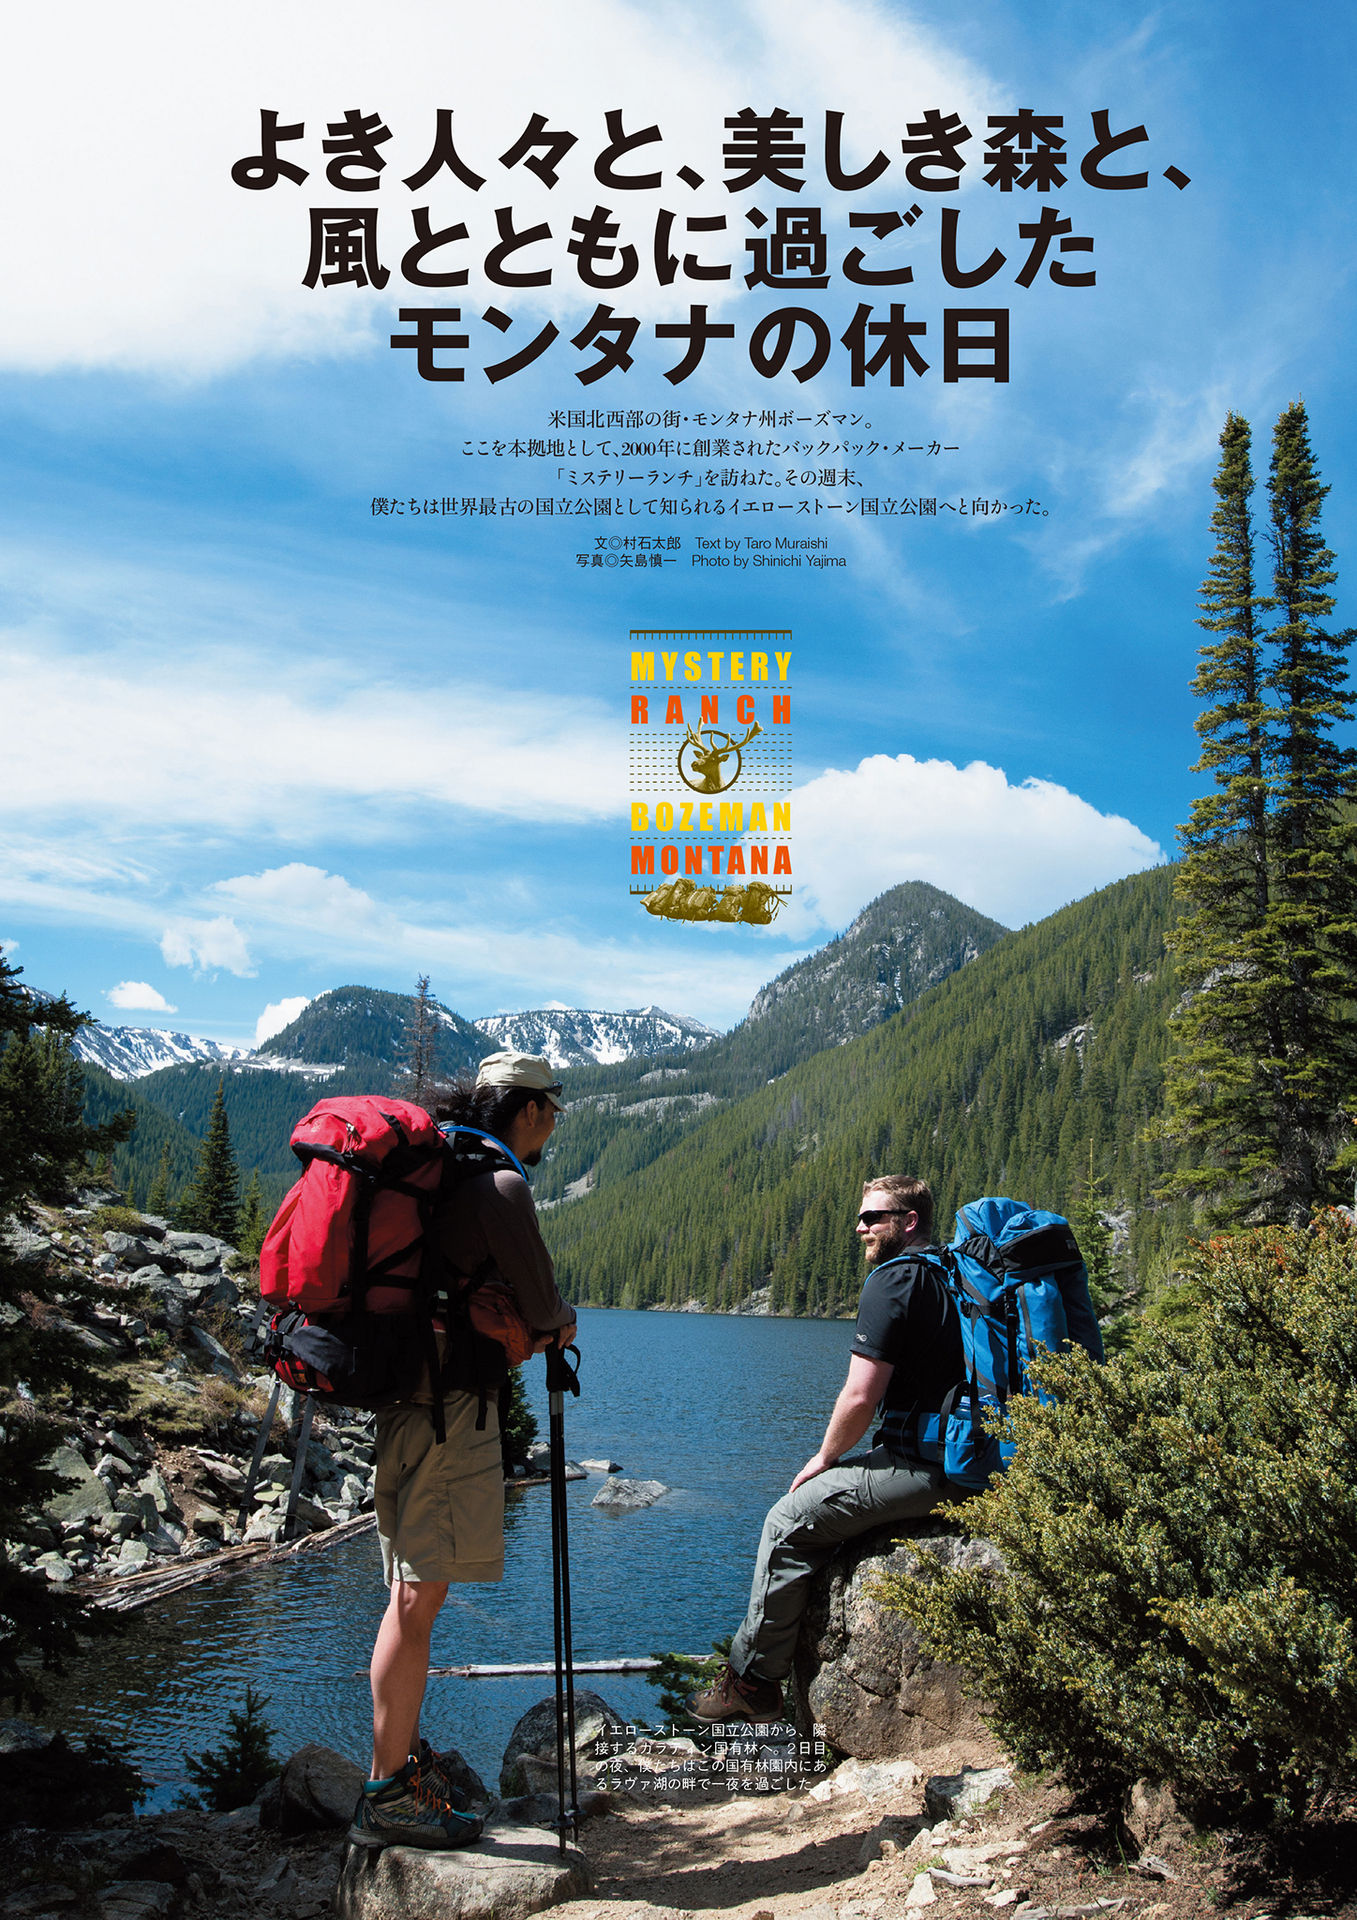 よき人々と、美しき森と、
風とともに過ごした
モンタナの休日
米国北西部の街・モンタナ州ボーズマン。
ここを本拠地として、2000年に創業されたバックパック・メーカー
「ミステリーランチ」を訪ねた。その週末、
僕たちは世界最古の国立公園として知られるイエローストーン国立公園へと向かった。
文◎村石太郎　Text by Taro Muraishi
写真◎矢島慎一　Photo by Shinichi Yajima
MYSTERY
RANCH
BOZEMAN
MONTANA
イエローストーン国立公園から、隣
接するガラティン国有林へ。2日目
の夜、僕たちはこの国有林園内にあ
るラヴァ湖の畔で一夜を過ごした